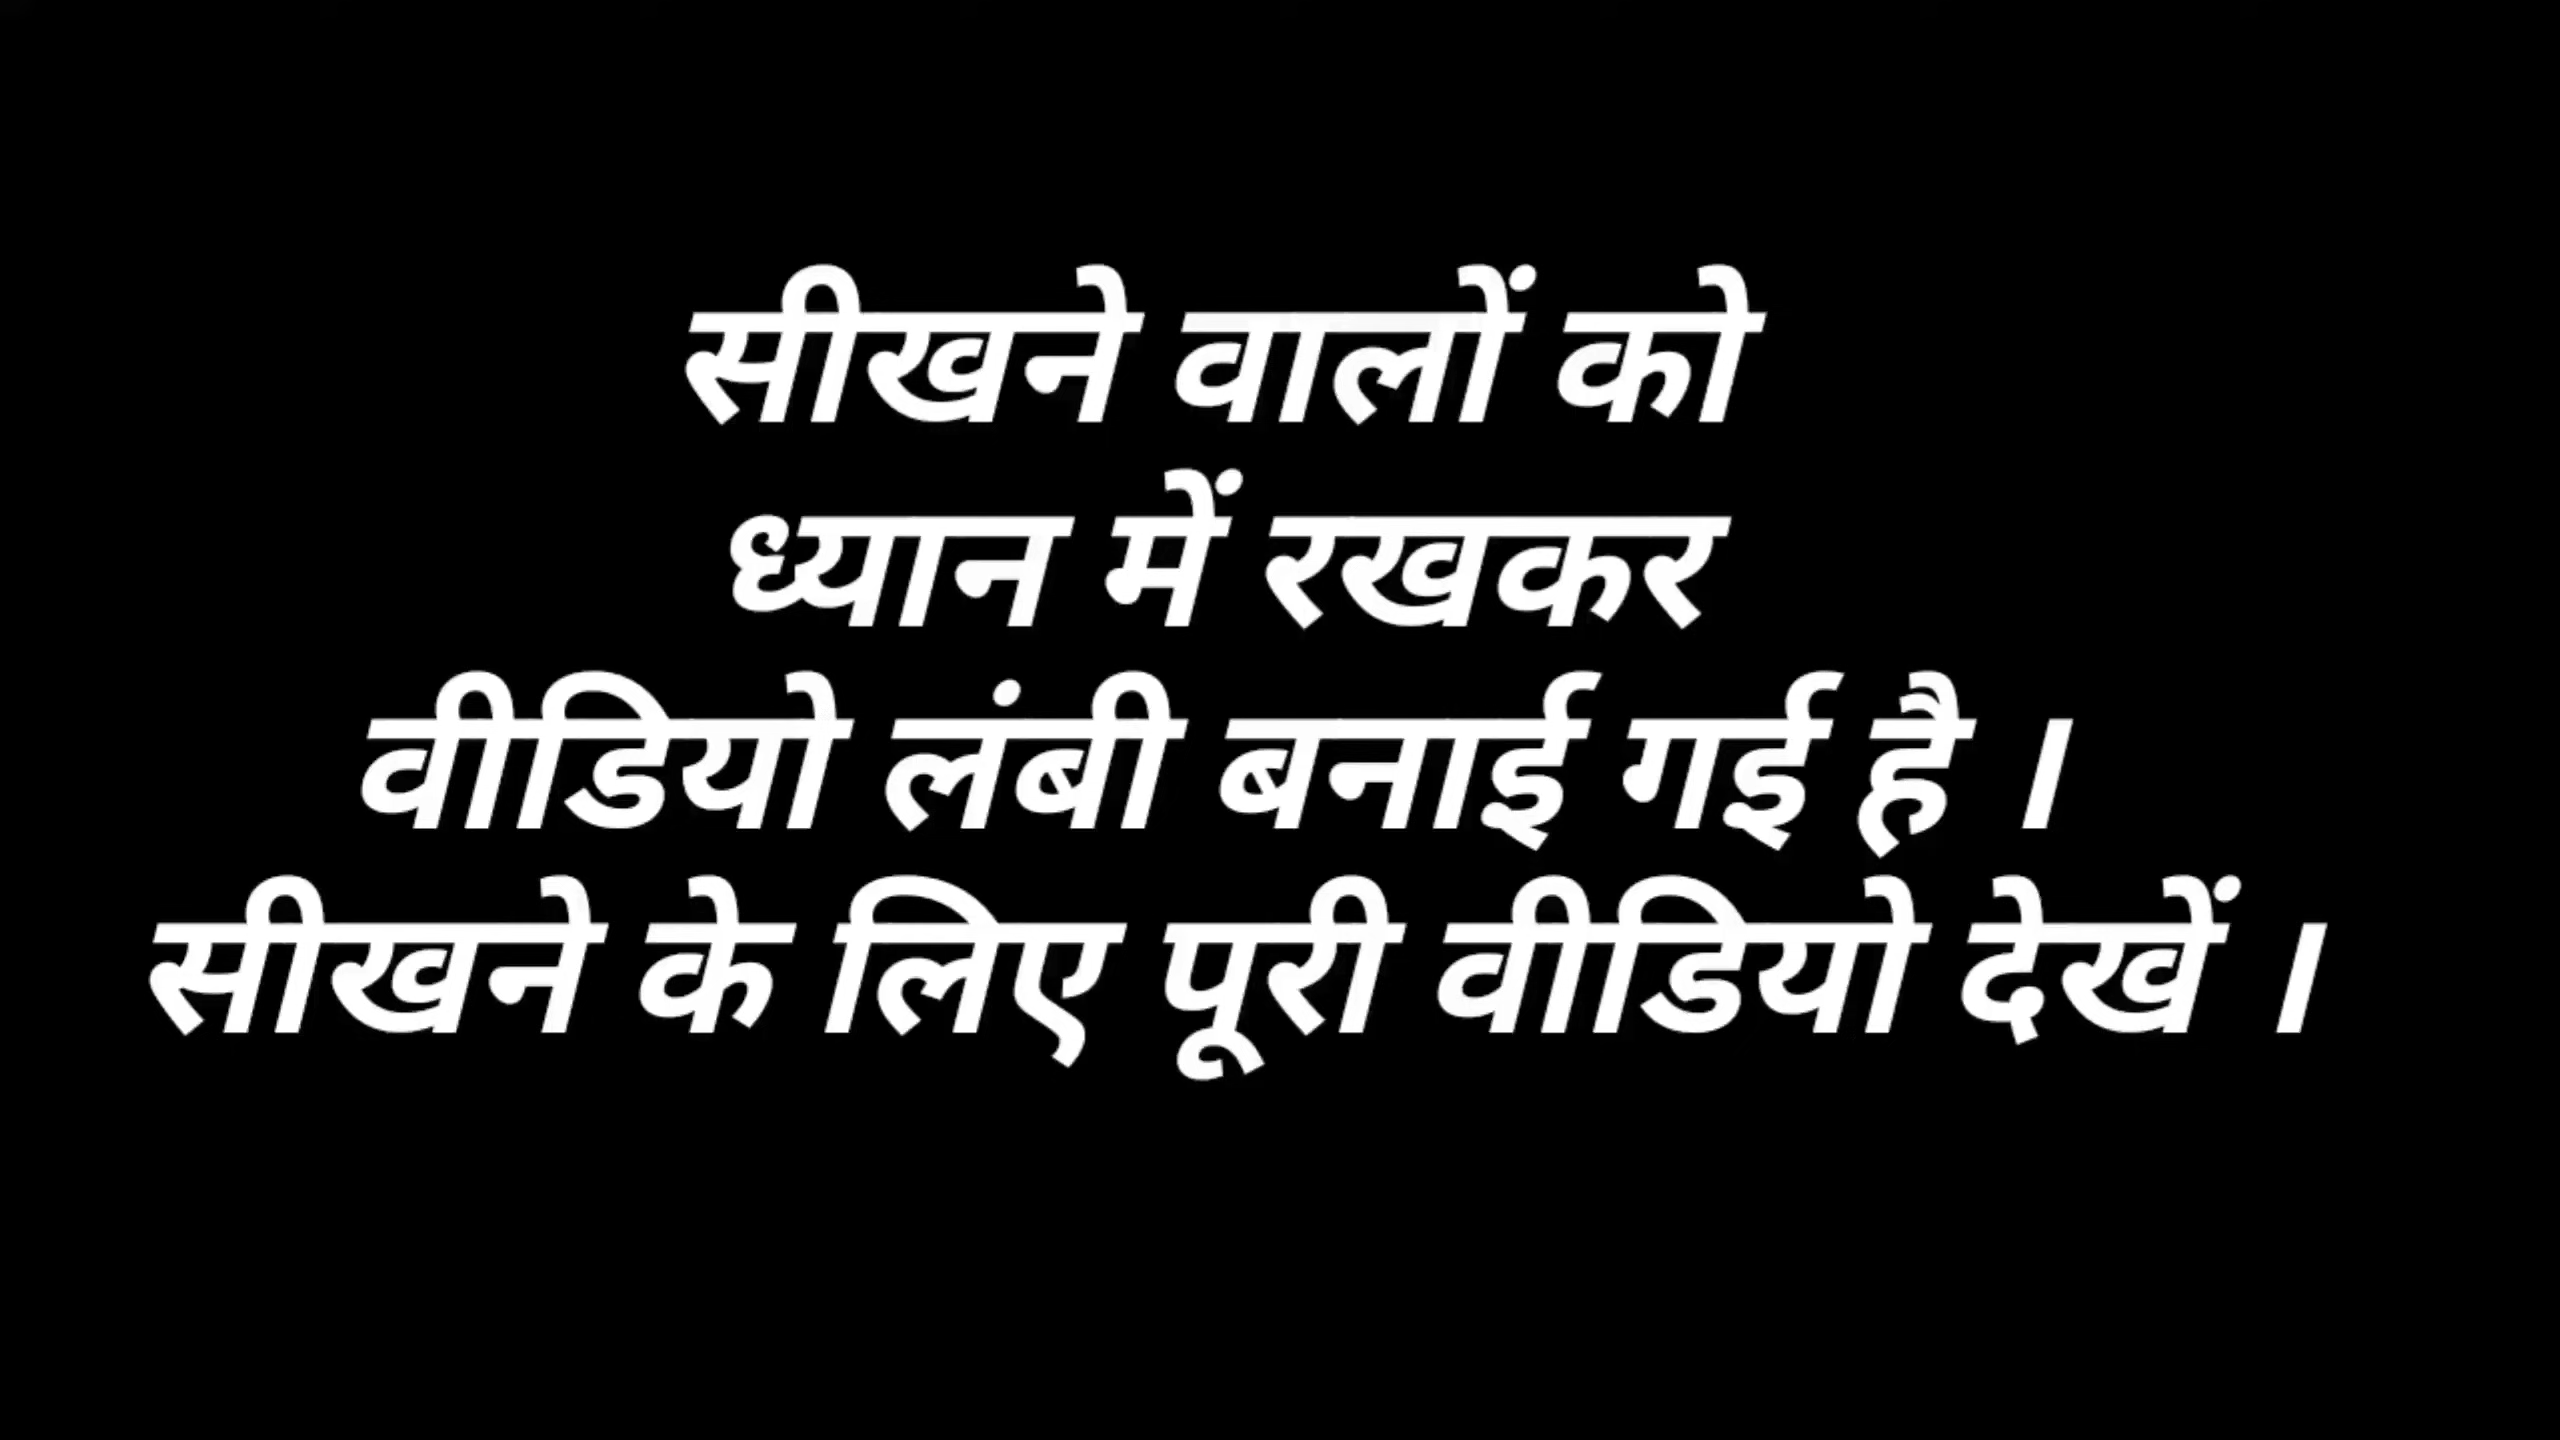 सीखने वालों को
ध्यान में रखकर
वीडियो लंबी बनाई गई है ।
सीखने के लिए पूरी वीडियो देखें ।